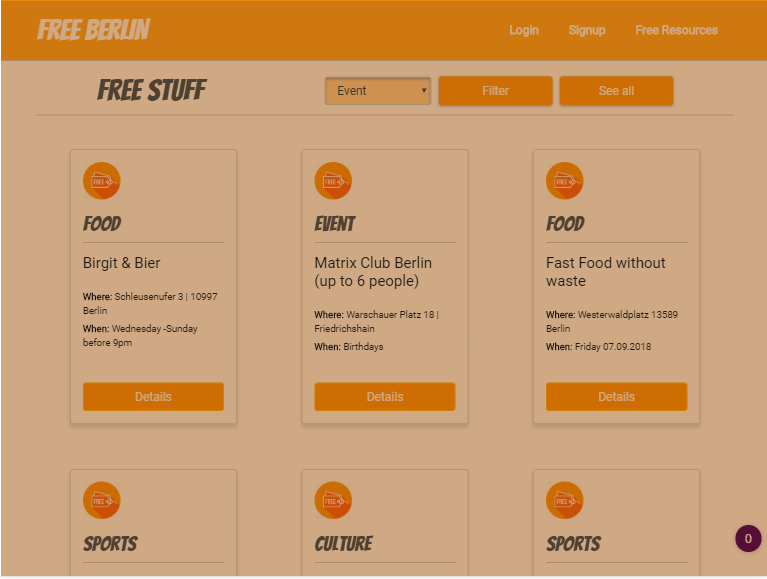 FREE BERLIN
Login Signup Free Resources
FREE STUFF
Event Filter See all
FREE
FOOD
Birgit & Bier
Where: Schleusenufer 3 | 10997
Berlin
When: Wednesday -Sunday
before 9pm
Details
FREE
EVENT
Matrix Club Berlin
(up to 6 people)
Where: Warschauer Platz 18 |
Friedrichshain
When: Birthdays
Details
FREE
FOOD
Fast Food without
waste
Where: Westerwaldplatz 13589
Berlin
When: Friday 07.09.2018
Details
FREE
SPORTS
FREE
CULTURE
FREE
SPORTS
0